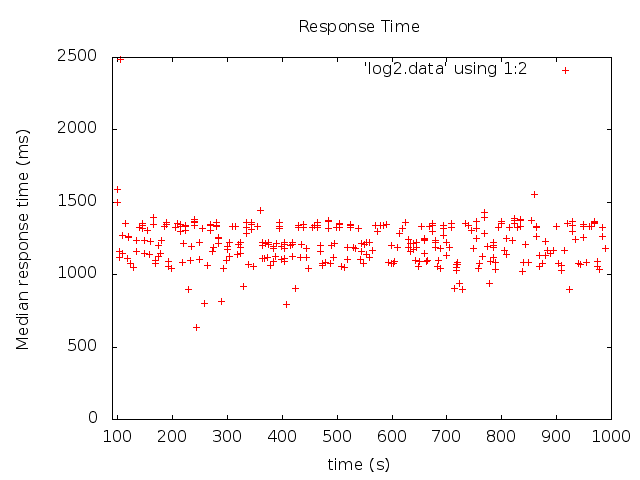 Response Time
'log2.data' using 1:2
Median response time (ms)
2500
2000
1500
1000
500
0
100 200 300 400 500 600 700 800 900 1000
time (s)